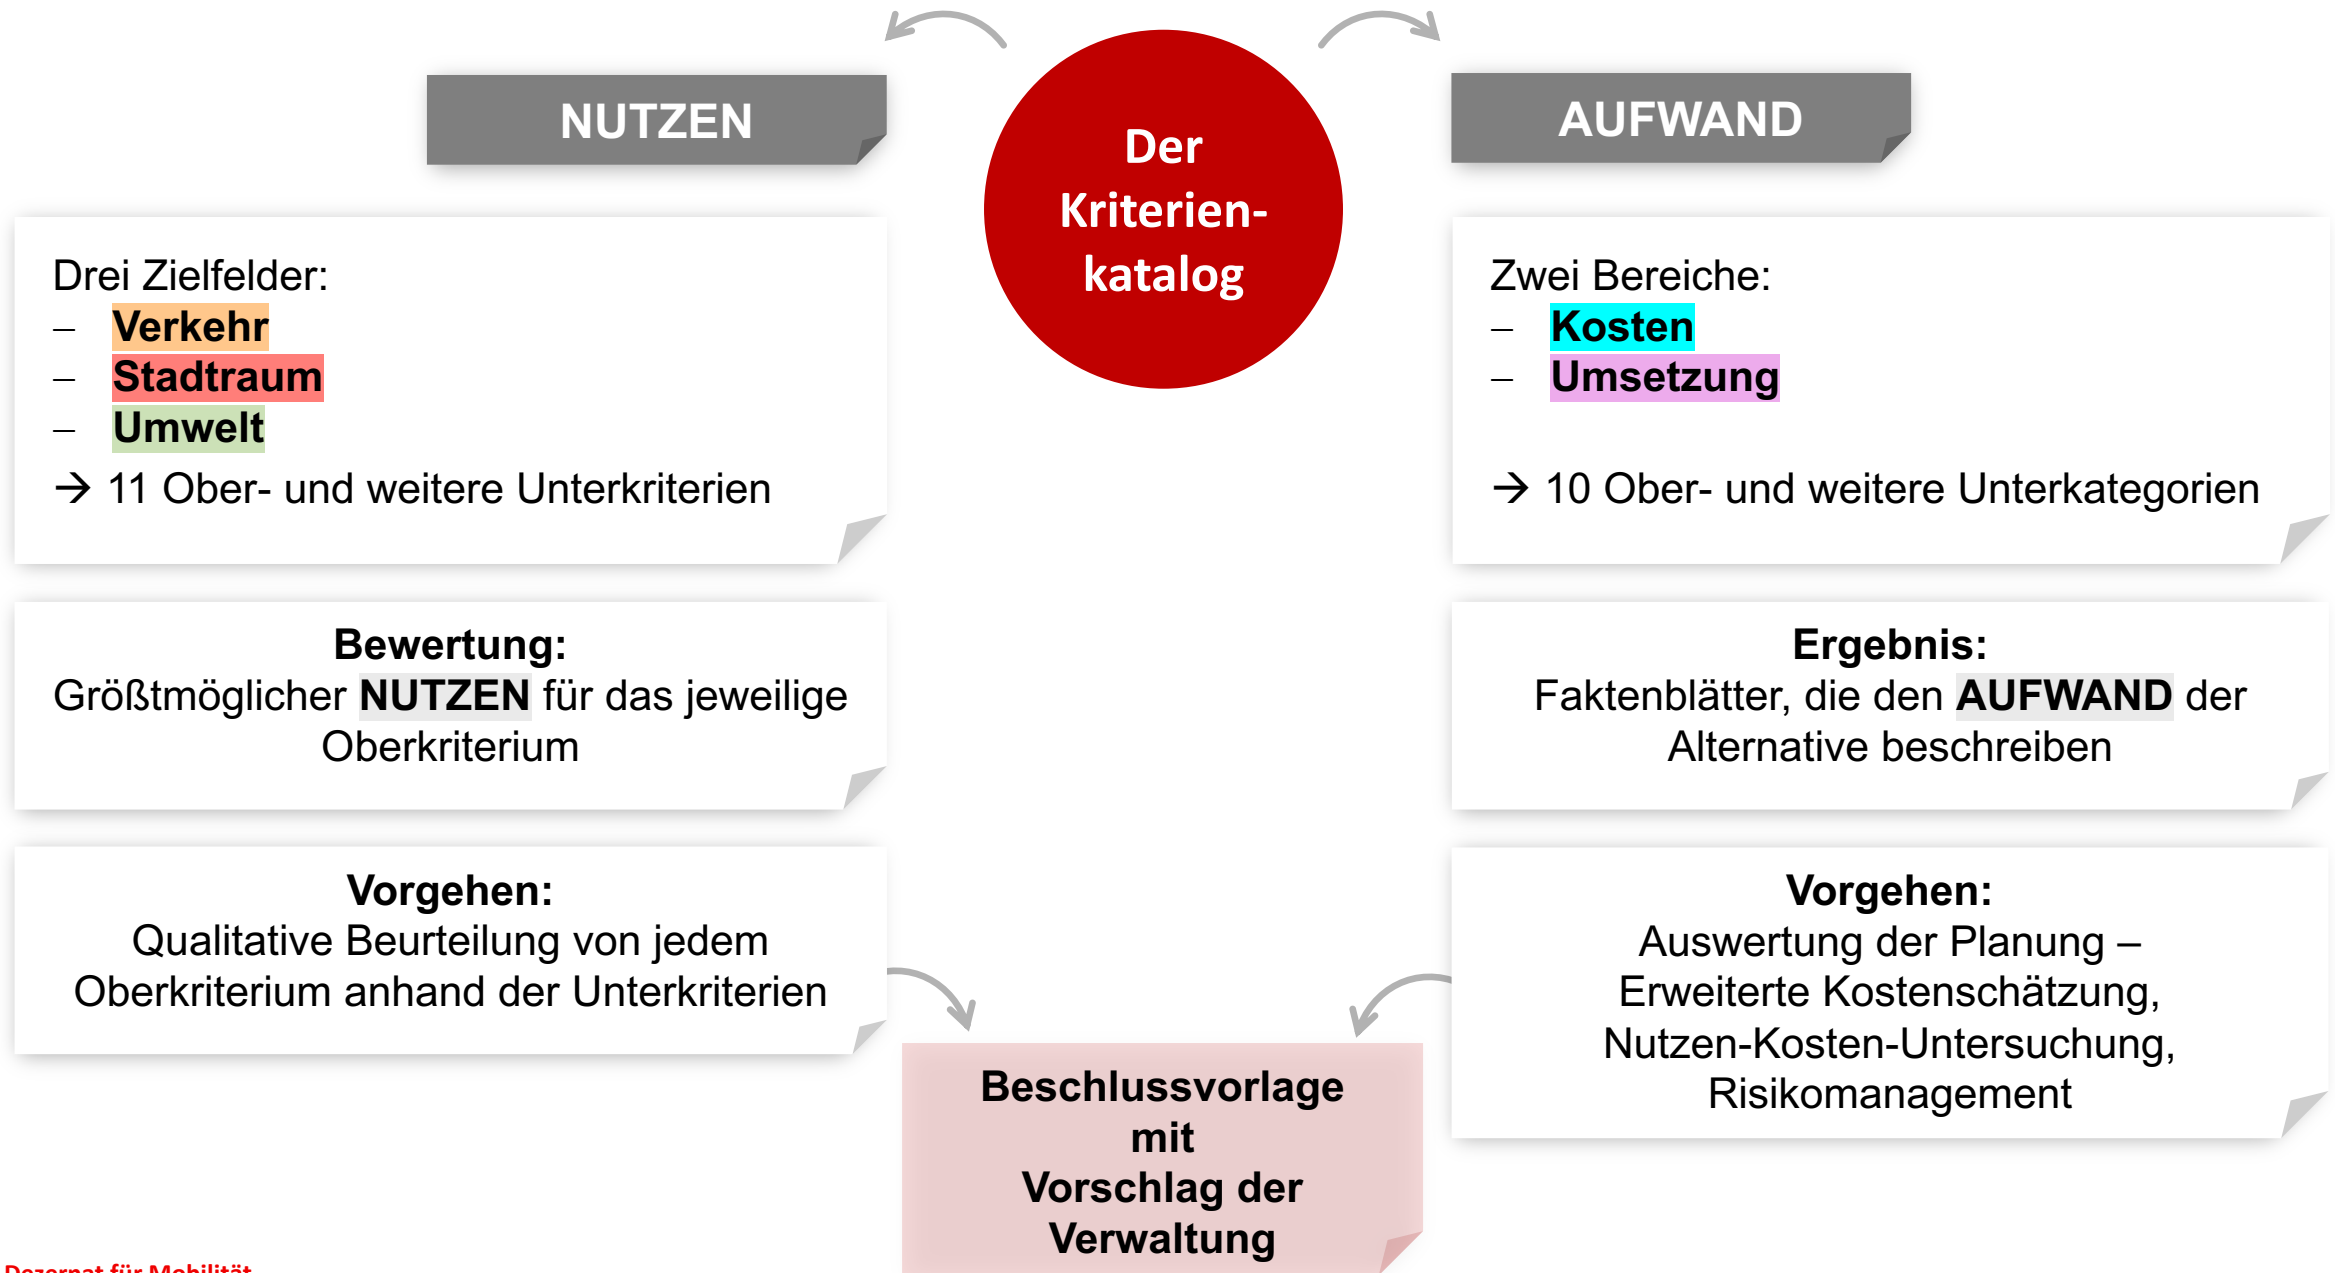 Der
Kriterien-
katalog
NUTZEN
Drei Zielfelder:
– Verkehr
– Stadtraum
– Umwelt
→ 11 Ober- und weitere Unterkriterien
Bewertung:
Größtmöglicher NUTZEN für das jeweilige
Oberkriterium
Vorgehen:
Qualitative Beurteilung von jedem
Oberkriterium anhand der Unterkriterien
AUFWAND
Zwei Bereiche:
– Kosten
– Umsetzung
→ 10 Ober- und weitere Unterkategorien
Ergebnis:
Faktenblätter, die den AUFWAND der
Alternative beschreiben
Vorgehen:
Auswertung der Planung –
Erweiterte Kostenschätzung,
Nutzen-Kosten-Untersuchung,
Risikomanagement
Beschlussvorlage
mit
Vorschlag der
Verwaltung
Dezernat für Mobilität